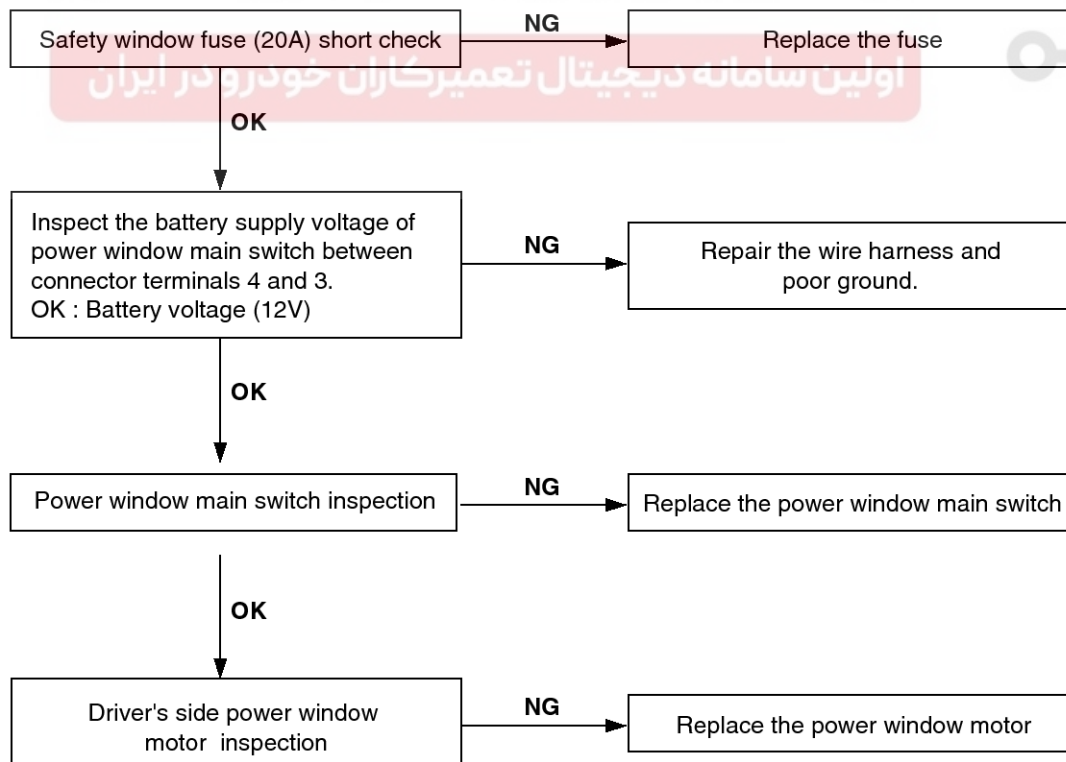 Safety window fuse (20A) short check
NG
Replace the fuse
اولین سامانه دیجیتال تعمیرکاران خودرو در ایران
OK
Inspect the battery supply voltage of
power window main switch between
connector terminals 4 and 3.
OK : Battery voltage (12V)
NG
Repair the wire harness and
poor ground.
OK
Power window main switch inspection
NG
Replace the power window main switch
OK
Driver's side power window
motor inspection
NG
Replace the power window motor